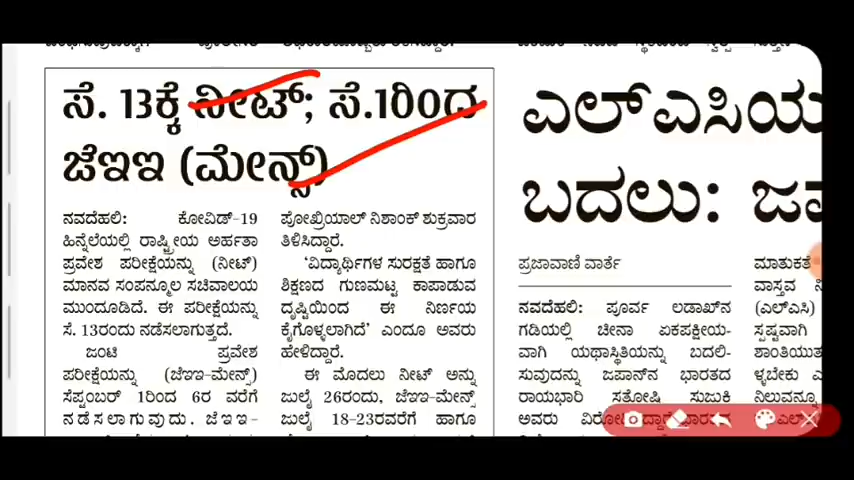 ಸೆ. 13ಕ್ಕೆ ನೀಟ್; ಸೆ.1ರಿಂದ
ಜೆಇಇ (ಮೇನ್ಸ್)
ನವದೆಹಲಿ: ಕೋವಿಡ್-19
ಹಿನ್ನೆಲೆಯಲ್ಲಿ ರಾಷ್ಟ್ರೀಯ ಅರ್ಹತಾ
ಪ್ರವೇಶ ಪರೀಕ್ಷೆಯನ್ನು (ನೀಟ್)
ಮಾನವ ಸಂಪನ್ಮೂಲ ಸಚಿವಾಲಯ
ಮುಂದೂಡಿದೆ. ಈ ಪರೀಕ್ಷೆಯನ್ನು
ಸೆ. 13ರಂದು ನಡೆಸಲಾಗುತ್ತದೆ.
ಜಂಟಿ ಪ್ರವೇಶ
ಪರೀಕ್ಷೆಯನ್ನು (ಜೆಇಇ-ಮೇನ್ಸ್)
ಸೆಪ್ಟಂಬರ್ 1ರಿಂದ 6ರ ವರೆಗೆ
ನಡೆಸಲಾಗುವುದು. ಜೆಇಇ-
ಪೋಖ್ರಿಯಾಲ್ ನಿಶಾಂಕ್ ಶುಕ್ರವಾರ
ತಿಳಿಸಿದ್ದಾರೆ.
'ವಿದ್ಯಾರ್ಥಿಗಳ ಸುರಕ್ಷತೆ ಹಾಗೂ
ಶಿಕ್ಷಣದ ಗುಣಮಟ್ಟ ಕಾಪಾಡುವ
ದೃಷ್ಟಿಯಿಂದ ಈ ನಿರ್ಣಯ
ಕೈಗೊಳ್ಳಲಾಗಿದೆ' ಎಂದೂ ಅವರು
ಹೇಳಿದ್ದಾರೆ.
ಈ ಮೊದಲು ನೀಟ್ ಅನ್ನು
ಜುಲೈ 26ರಂದು, ಜೆಇಇ-ಮೇನ್ಸ್
ಜುಲೈ 18-23ರವರೆಗೆ ಹಾಗೂ
ಎಲ್‌ಎಸಿಯ
ಬದಲು: ಜಪಾ
ಪ್ರಜಾವಾಣಿ ವಾರ್ತೆ
ನವದೆಹಲಿ: ಪೂರ್ವ ಲಡಾಖ್‌ನ
ಗಡಿಯಲ್ಲಿ ಚೀನಾ ಏಕಪಕ್ಷೀಯ-
ವಾಗಿ ಯಥಾಸ್ಥಿತಿಯನ್ನು ಬದಲಿ-
ಸುವುದನ್ನು ಜಪಾನ್‌ನ ಭಾರತದ
ರಾಯಭಾರಿ ಸತೋಷಿ ಸುಜುಕಿ
ಅವರು
ಮಾತುಕತೆ
ವಾಸ್ತವ
(ಎಲ್‌ಎಸಿ)
ಸ್ಪಷ್ಟವಾಗಿ
ಶಾಂತಿಯುತ
ಳ್ಳಬೇಕು